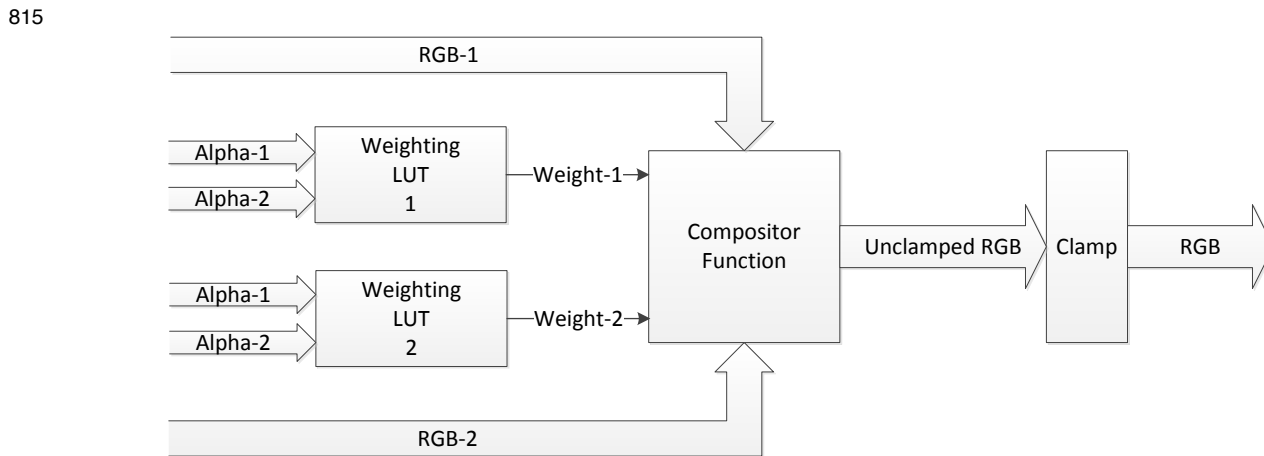 815
RGB-1
Alpha-1
Alpha-2
Weighting
LUT
1
Weight-1
Compositor
Function
Unclamped RGB
Clamp
RGB
Alpha-1
Alpha-2
Weighting
LUT
2
Weight-2
RGB-2